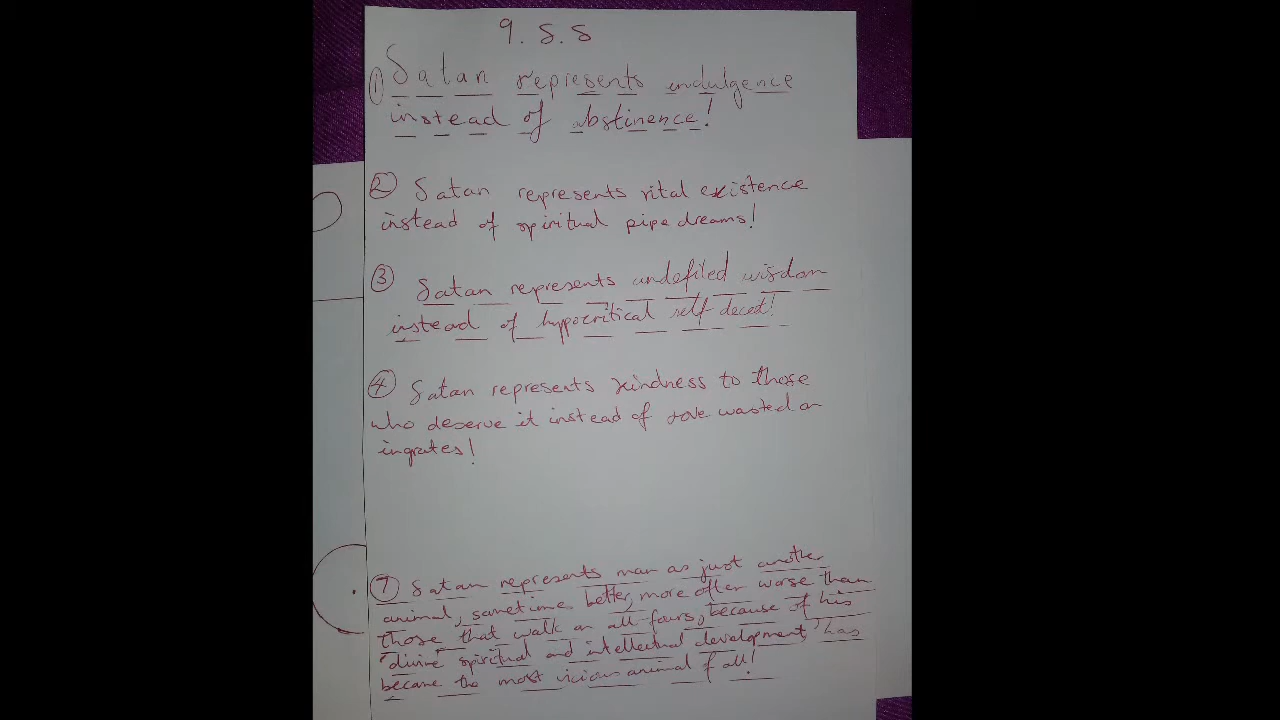 9. S. S
① Satan represents indulgence
instead of abstinence!
② Satan represents vital existence
instead of spiritual pipe dreams!
③ Satan represents undefiled wisdom
instead of hypocritical self deceit!
④ Satan represents kindness to those
who deserve it instead of love wasted on
ingrates!
⑦ Satan represents man as just another
animal, sometime better, more often worse than
those that walk on all-fours, because of his
"divine spiritual and intellectual development," has
became the most vicious animal of all!